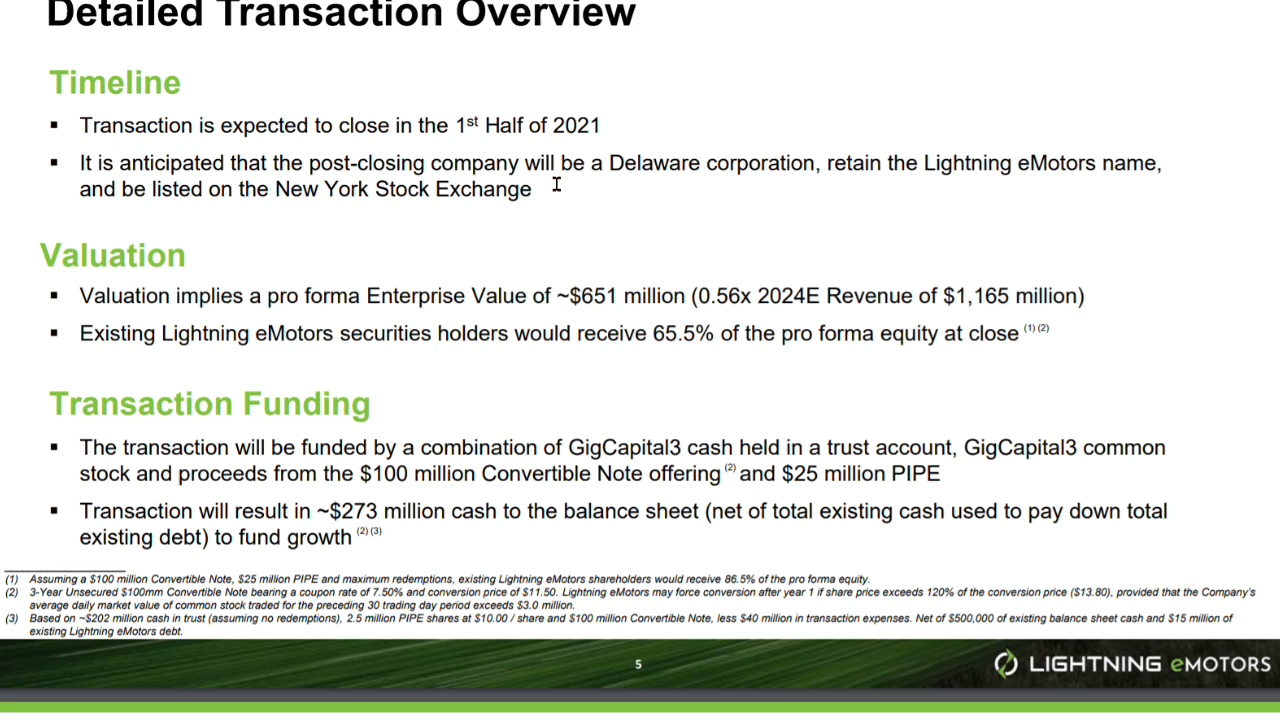 Detailed Transaction Overview
Timeline
▪ Transaction is expected to close in the 1st Half of 2021
▪ It is anticipated that the post-closing company will be a Delaware corporation, retain the Lightning eMotors name,
and be listed on the New York Stock Exchange
Valuation
▪ Valuation implies a pro forma Enterprise Value of ~$651 million (0.56x 2024E Revenue of $1,165 million)
▪ Existing Lightning eMotors securities holders would receive 65.5% of the pro forma equity at close (1) (2)
Transaction Funding
▪ The transaction will be funded by a combination of GigCapital3 cash held in a trust account, GigCapital3 common
stock and proceeds from the $100 million Convertible Note offering (2) and $25 million PIPE
▪ Transaction will result in ~$273 million cash to the balance sheet (net of total existing cash used to pay down total
existing debt) to fund growth (2) (3)
(1) Assuming a $100 million Convertible Note, $25 million PIPE and maximum redemptions, existing Lightning eMotors shareholders would receive 86.5% of the pro forma equity.
(2) 3-Year Unsecured $100mm Convertible Note bearing a coupon rate of 7.50% and conversion price of $11.50. Lightning eMotors may force conversion after year 1 if share price exceeds 120% of the conversion price ($13.80), provided that the Company's
average daily market value of common stock traded for the preceding 30 trading day period exceeds $3.0 million.
(3) Based on ~$202 million cash in trust (assuming no redemptions), 2.5 million PIPE shares at $10.00 / share and $100 million Convertible Note, less $40 million in transaction expenses. Net of $500,000 of existing balance sheet cash and $15 million of
existing Lightning eMotors debt.
5
LIGHTNING eMOTORS